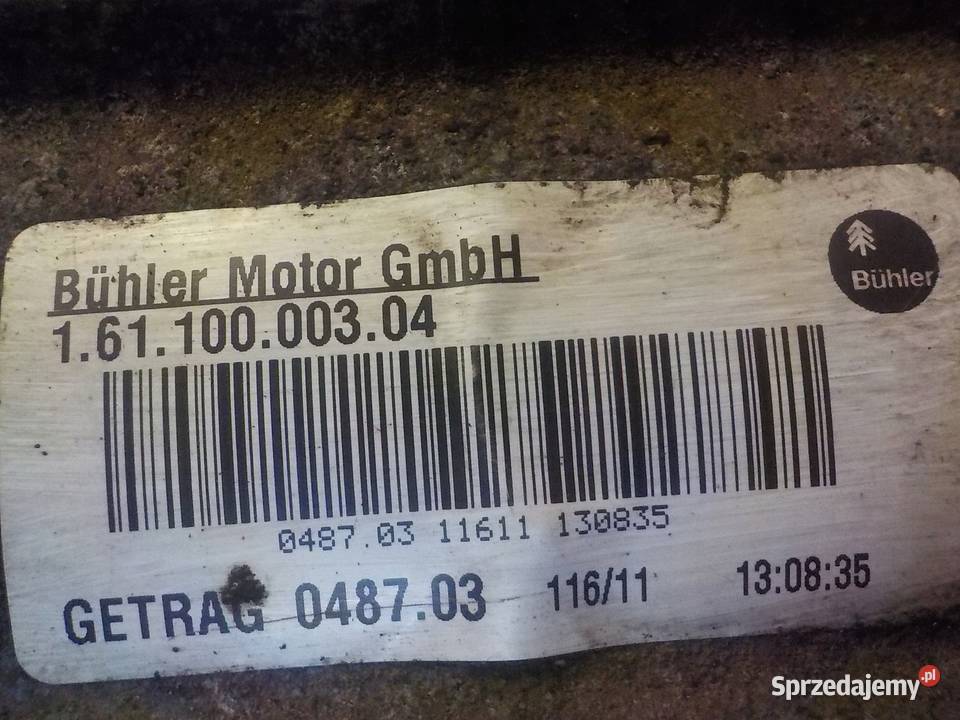 Bühler Motor GmbH
Bühler
1.61.100.003.04
0487.03 11611 130835
GETRAG 0487.03 116/11 13:08:35
Sprzedajemy.pl